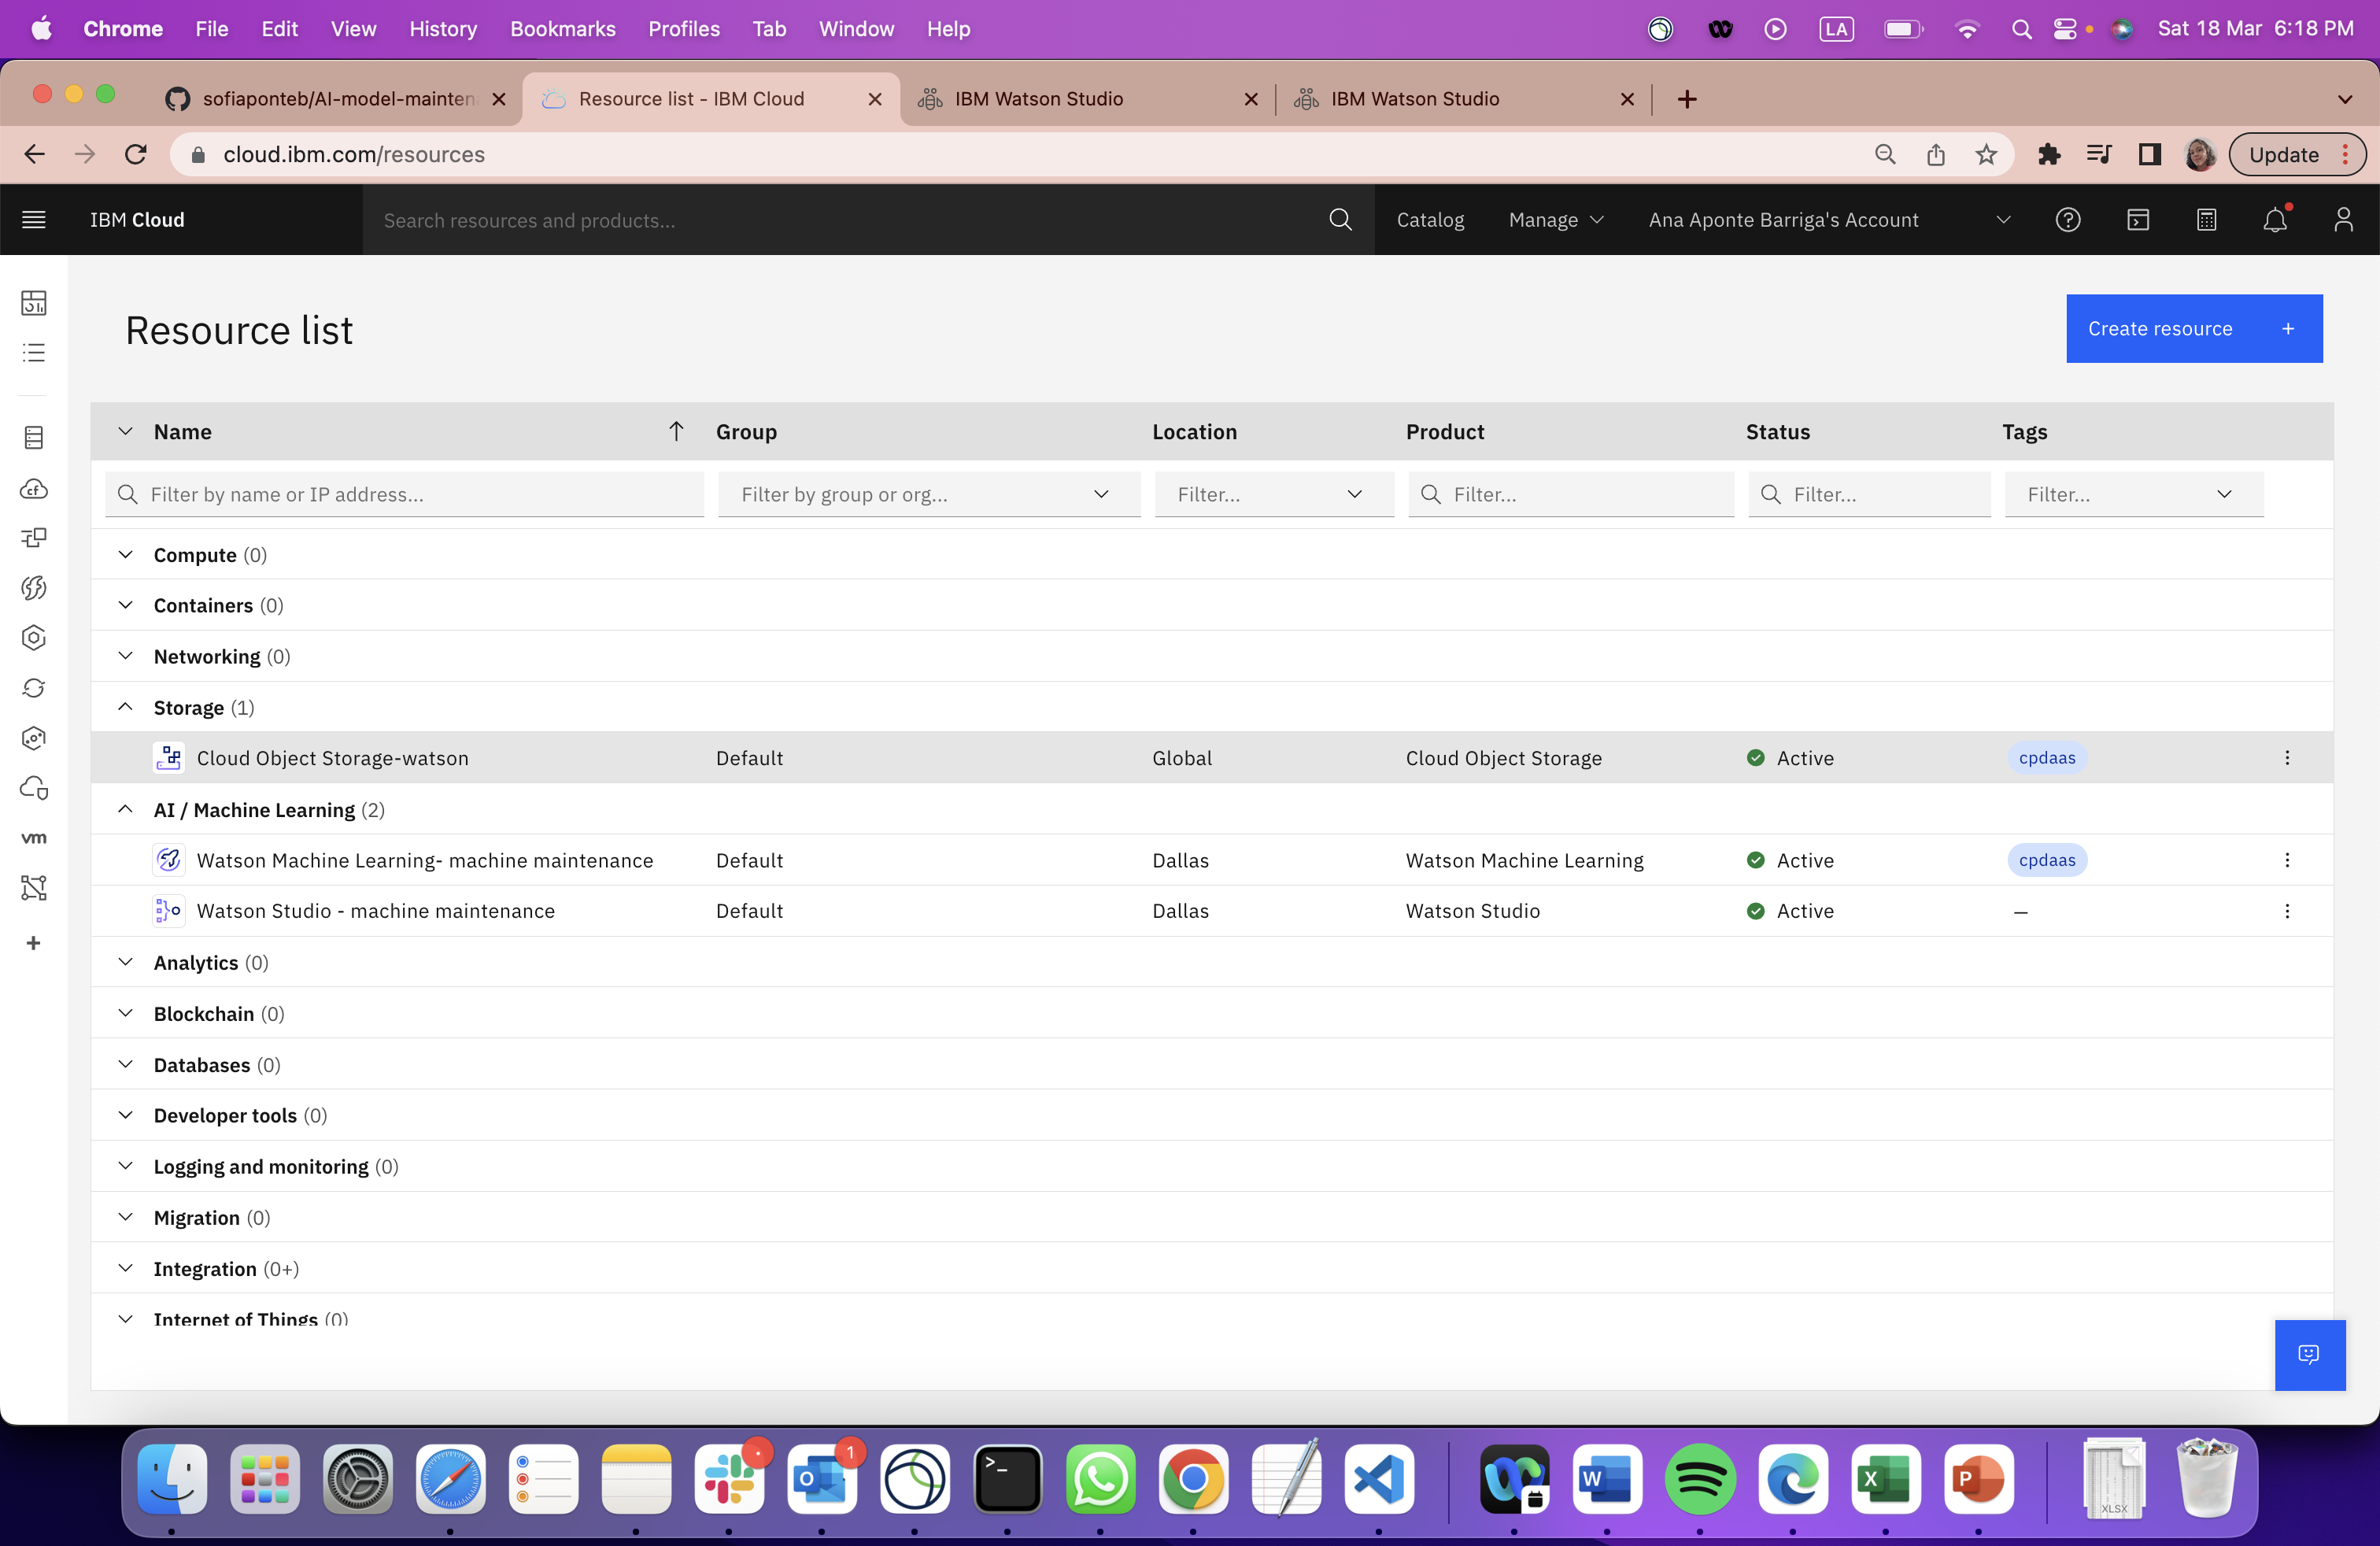 Chrome File Edit View History Bookmarks Profiles Tab Window Help LA Sat 18 Mar 6:18 PM
sofiaponteb/AI-model-mainten Resource list - IBM Cloud IBM Watson Studio IBM Watson Studio
cloud.ibm.com/resources Update
IBM Cloud Search resources and products... Catalog Manage Ana Aponte Barriga's Account
Resource list Create resource +
Name Group Location Product Status Tags
Filter by name or IP address... Filter by group or org... Filter... Filter... Filter... Filter...
Compute (0)
Containers (0)
Networking (0)
Storage (1)
Cloud Object Storage-watson Default Global Cloud Object Storage Active cpdaas
AI / Machine Learning (2)
Watson Machine Learning- machine maintenance Default Dallas Watson Machine Learning Active cpdaas
Watson Studio - machine maintenance Default Dallas Watson Studio Active –
Analytics (0)
Blockchain (0)
Databases (0)
Developer tools (0)
Logging and monitoring (0)
Migration (0)
Integration (0+)
Internet of Things (0)
cf
vm
1
O
>_
W
X
P
XLSX